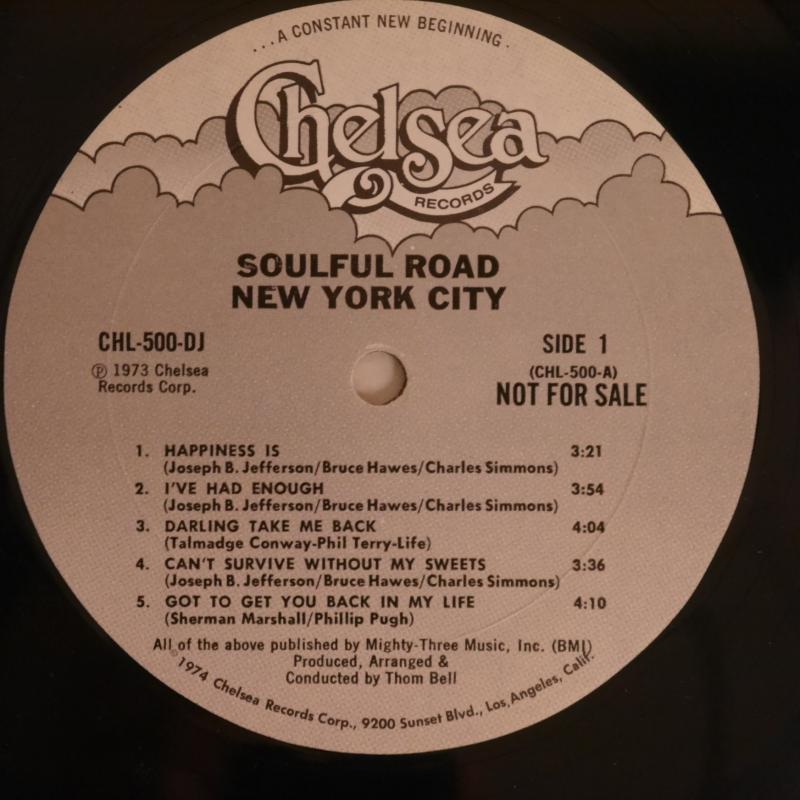 ...A CONSTANT NEW BEGINNING.
Chelsea
RECORDS
SOULFUL ROAD
NEW YORK CITY
CHL-500-DJ
℗ 1973 Chelsea
Records Corp.
SIDE 1
(CHL-500-A)
NOT FOR SALE
1. HAPPINESS IS 3:21
(Joseph B. Jefferson/Bruce Hawes/Charles Simmons)
2. I'VE HAD ENOUGH 3:54
(Joseph B. Jefferson/Bruce Hawes/Charles Simmons)
3. DARLING TAKE ME BACK 4:04
(Talmadge Conway-Phil Terry-Life)
4. CAN'T SURVIVE WITHOUT MY SWEETS 3:36
(Joseph B. Jefferson/Bruce Hawes/Charles Simmons)
5. GOT TO GET YOU BACK IN MY LIFE 4:10
(Sherman Marshall/Phillip Pugh)
All of the above published by Mighty-Three Music, Inc. (BMI)
Produced, Arranged &
Conducted by Thom Bell
©1974 Chelsea Records Corp., 9200 Sunset Blvd., Los Angeles, Calif.